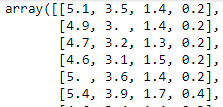 array([[5.1, 3.5, 1.4, 0.2],
[4.9, 3. , 1.4, 0.2],
[4.7, 3.2, 1.3, 0.2],
[4.6, 3.1, 1.5, 0.2],
[5. , 3.6, 1.4, 0.2],
[5.4, 3.9, 1.7, 0.4],